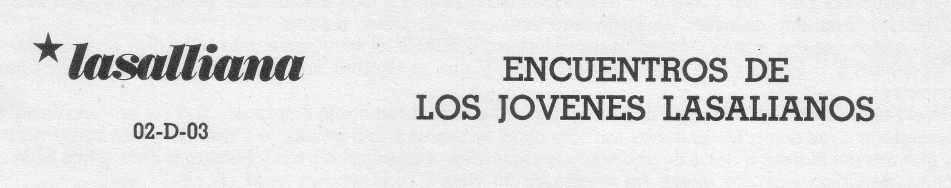 ★lasalliana
02-D-03
ENCUENTROS DE
LOS JOVENES LASALIANOS